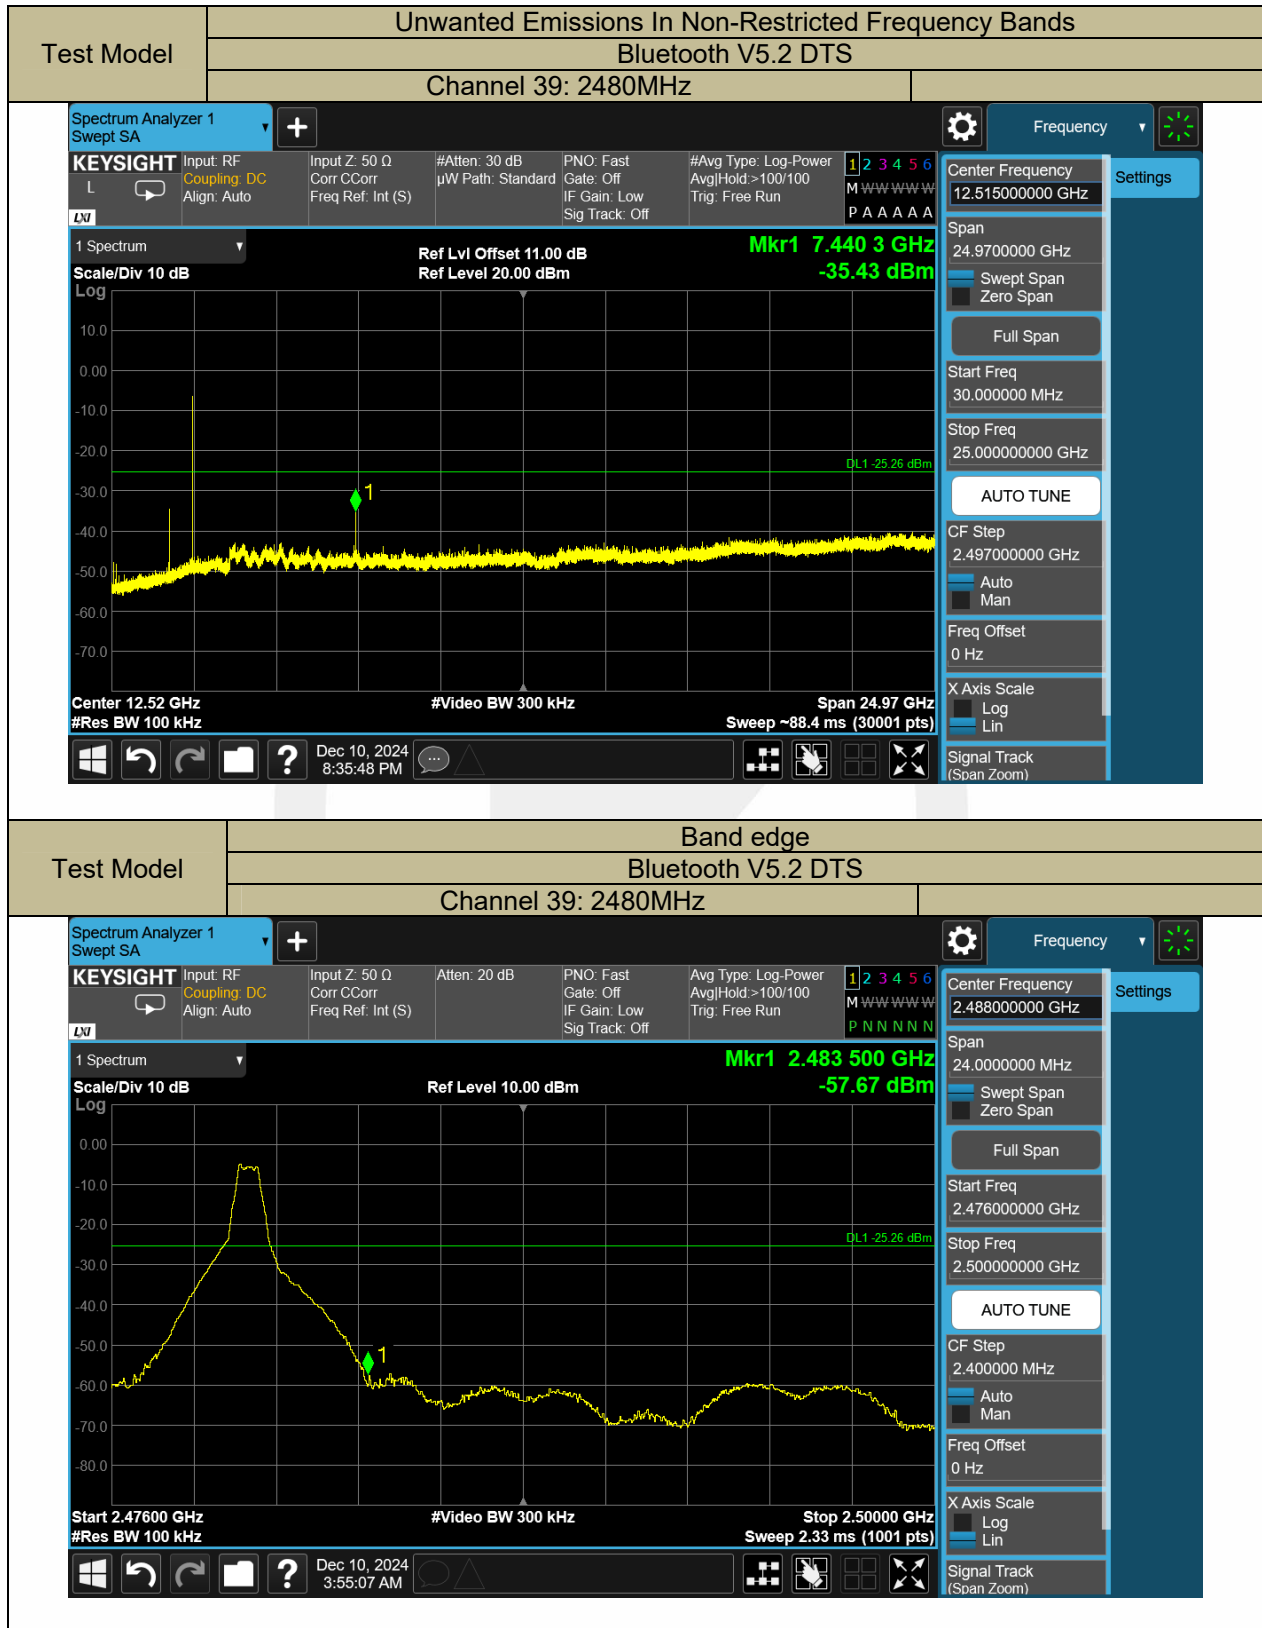 Test Model
Unwanted Emissions In Non-Restricted Frequency Bands
Bluetooth V5.2 DTS
Channel 39: 2480MHz
Spectrum Analyzer 1
Swept SA
Frequency
KEYSIGHT
L
LXI
Input: RF
Coupling: DC
Align: Auto
Input Z: 50 Ω
Corr CCorr
Freq Ref: Int (S)
#Atten: 30 dB
µW Path: Standard
PNO: Fast
Gate: Off
IF Gain: Low
Sig Track: Off
#Avg Type: Log-Power
Avg|Hold:>100/100
Trig: Free Run
1 2 3 4 5 6
M W W W W W
P A A A A A
1 Spectrum
Scale/Div 10 dB
Log
Ref Lvl Offset 11.00 dB
Ref Level 20.00 dBm
Mkr1 7.440 3 GHz
-35.43 dBm
10.0
0.00
-10.0
-20.0
-30.0
-40.0
-50.0
-60.0
-70.0
DL1 -25.26 dBm
1
Center 12.52 GHz
#Res BW 100 kHz
#Video BW 300 kHz
Span 24.97 GHz
Sweep ~88.4 ms (30001 pts)
Dec 10, 2024
8:35:48 PM
Center Frequency
12.515000000 GHz
Span
24.9700000 GHz
Swept Span
Zero Span
Full Span
Start Freq
30.000000 MHz
Stop Freq
25.000000000 GHz
AUTO TUNE
CF Step
2.497000000 GHz
Auto
Man
Freq Offset
0 Hz
X Axis Scale
Log
Lin
Signal Track
(Span Zoom)
Settings
Test Model
Band edge
Bluetooth V5.2 DTS
Channel 39: 2480MHz
Spectrum Analyzer 1
Swept SA
Frequency
KEYSIGHT
LXI
Input: RF
Coupling: DC
Align: Auto
Input Z: 50 Ω
Corr CCorr
Freq Ref: Int (S)
Atten: 20 dB
PNO: Fast
Gate: Off
IF Gain: Low
Sig Track: Off
Avg Type: Log-Power
Avg|Hold:>100/100
Trig: Free Run
1 2 3 4 5 6
M W W W W W
P N N N N N
1 Spectrum
Scale/Div 10 dB
Log
Ref Level 10.00 dBm
Mkr1 2.483 500 GHz
-57.67 dBm
0.00
-10.0
-20.0
-30.0
-40.0
-50.0
-60.0
-70.0
-80.0
DL1 -25.26 dBm
1
Start 2.47600 GHz
#Res BW 100 kHz
#Video BW 300 kHz
Stop 2.50000 GHz
Sweep 2.33 ms (1001 pts)
Dec 10, 2024
3:55:07 AM
Center Frequency
2.488000000 GHz
Span
24.0000000 MHz
Swept Span
Zero Span
Full Span
Start Freq
2.476000000 GHz
Stop Freq
2.500000000 GHz
AUTO TUNE
CF Step
2.400000 MHz
Auto
Man
Freq Offset
0 Hz
X Axis Scale
Log
Lin
Signal Track
(Span Zoom)
Settings